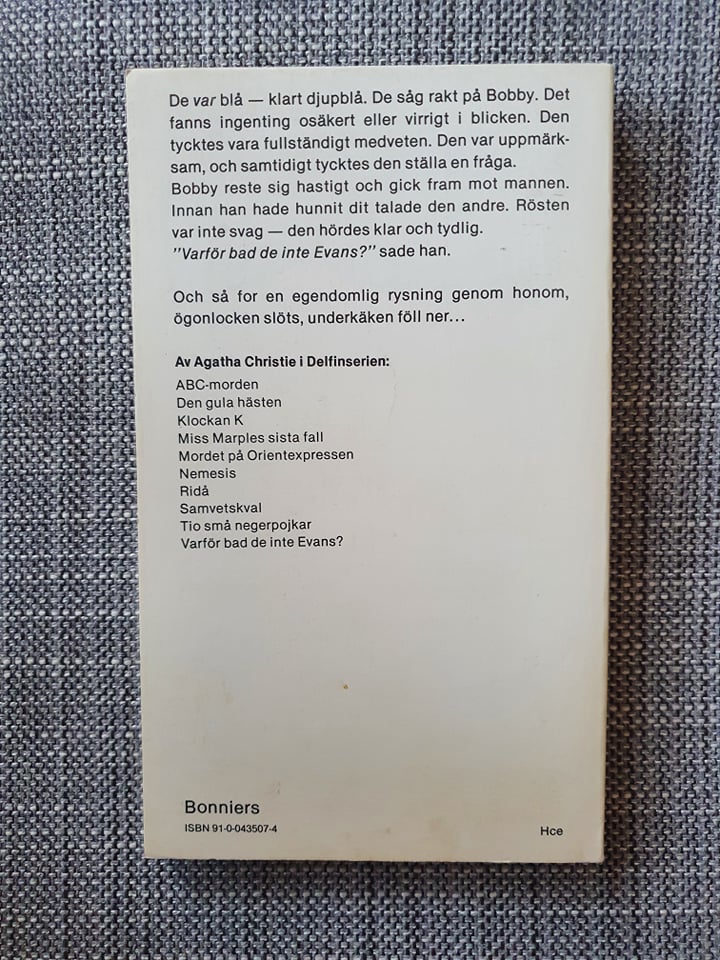 De var blå — klart djupblå. De såg rakt på Bobby. Det
fanns ingenting osäkert eller virrigt i blicken. Den
tycktes vara fullständigt medveten. Den var uppmärk-
sam, och samtidigt tycktes den ställa en fråga.
Bobby reste sig hastigt och gick fram mot mannen.
Innan han hade hunnit dit talade den andre. Rösten
var inte svag — den hördes klar och tydlig.
"Varför bad de inte Evans?" sade han.
Och så for en egendomlig rysning genom honom,
ögonlocken slöts, underkäken föll ner...
Av Agatha Christie i Delfinserien:
ABC-morden
Den gula hästen
Klockan K
Miss Marples sista fall
Mordet på Orientexpressen
Nemesis
Ridå
Samvetskval
Tio små negerpojkar
Varför bad de inte Evans?
Bonniers
ISBN 91-0-043507-4
Hce